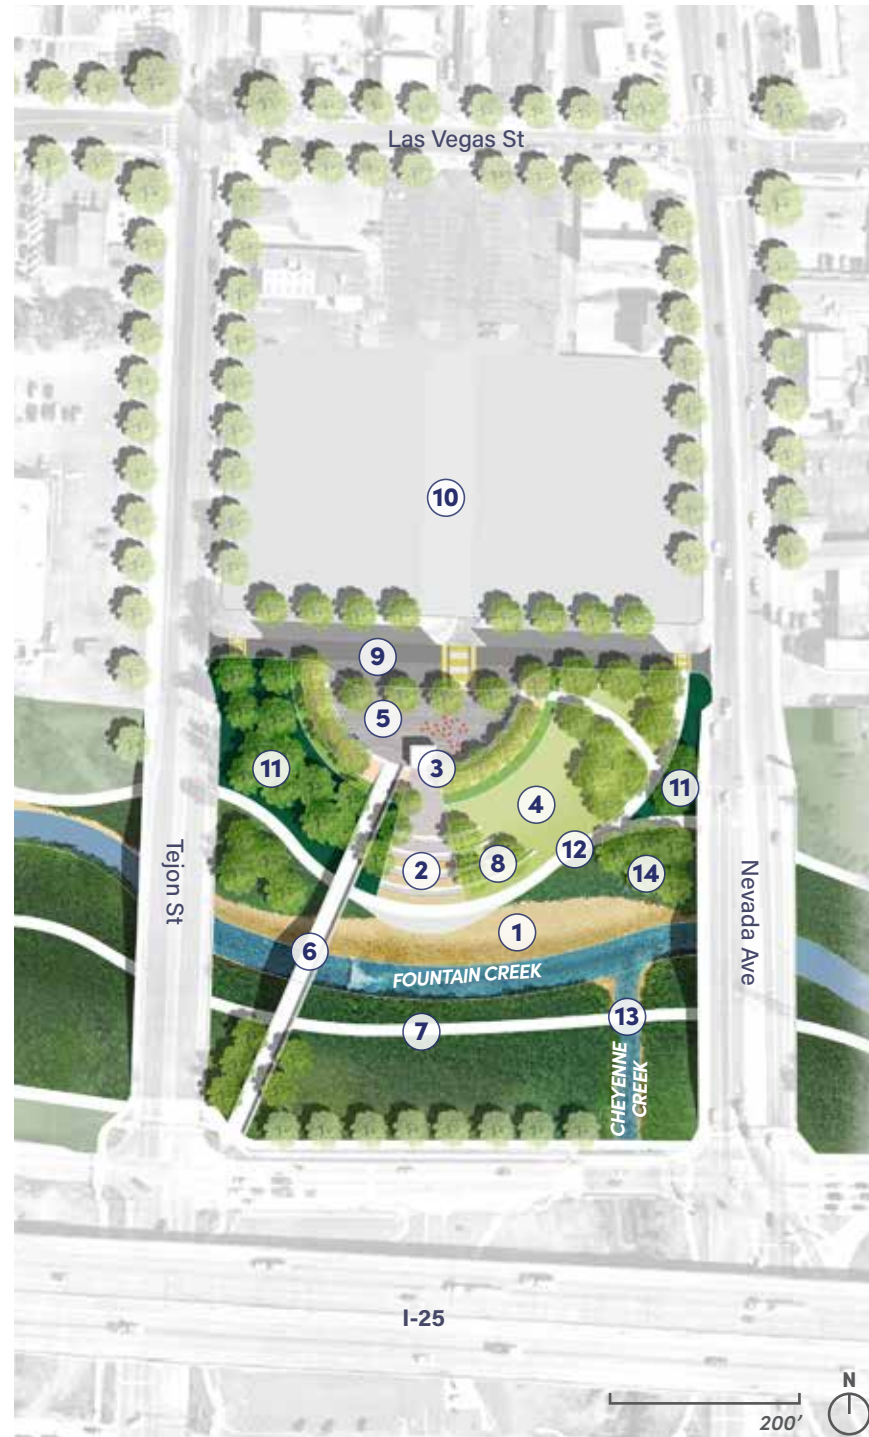 Las Vegas St
10
9
5
11
3
11
4
12
2
8
14
Tejon St
Nevada Ave
1
6
FOUNTAIN CREEK
7
13
CHEYENNE
CREEK
I-25
N
200'